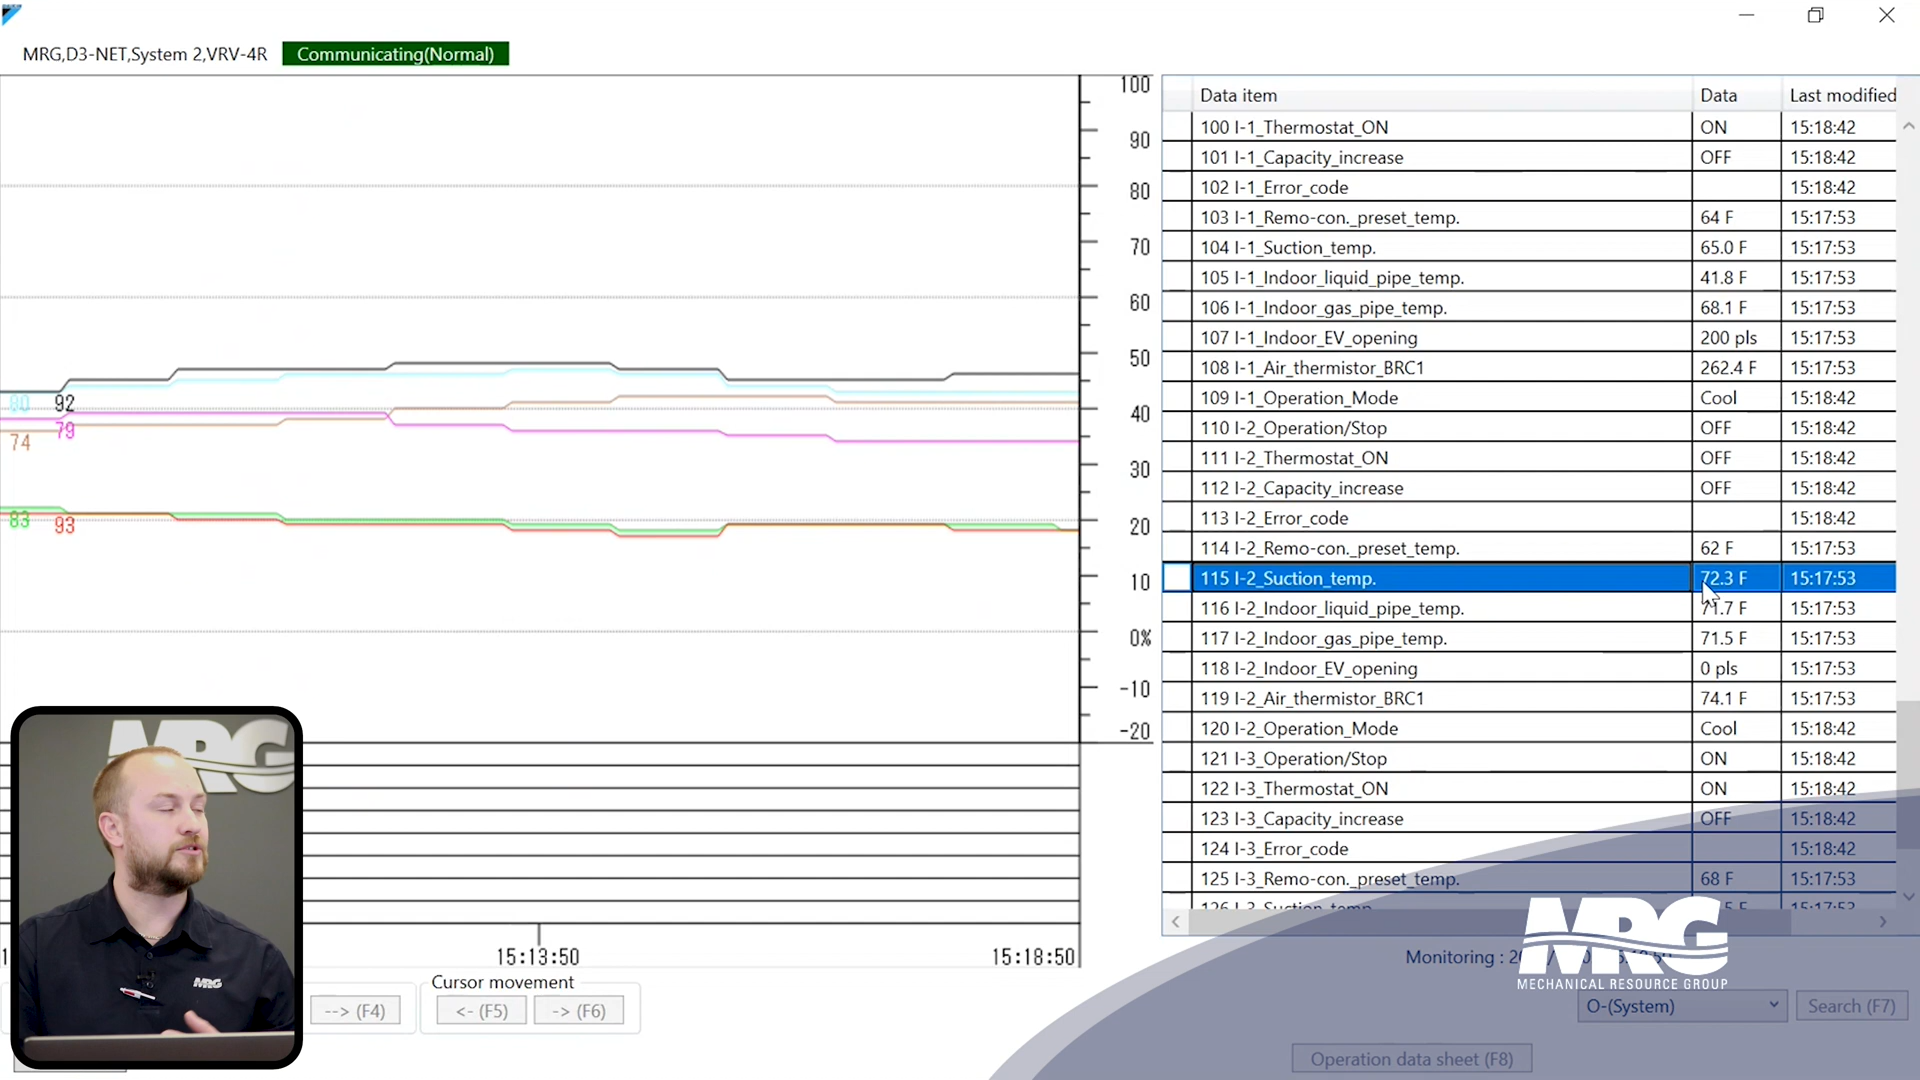 MRG,D3-NET,System 2,VRV-4R Communicating(Normal)
Data item Data Last modified
100 I-1_Thermostat_ON ON 15:18:42
101 I-1_Capacity_increase OFF 15:18:42
102 I-1_Error_code 15:18:42
103 I-1_Remo-con._preset_temp. 64 F 15:17:53
104 I-1_Suction_temp. 65.0 F 15:17:53
105 I-1_Indoor_liquid_pipe_temp. 41.8 F 15:17:53
106 I-1_Indoor_gas_pipe_temp. 68.1 F 15:17:53
107 I-1_Indoor_EV_opening 200 pls 15:17:53
108 I-1_Air_thermistor_BRC1 262.4 F 15:17:53
109 I-1_Operation_Mode Cool 15:18:42
110 I-2_Operation/Stop OFF 15:18:42
111 I-2_Thermostat_ON OFF 15:18:42
112 I-2_Capacity_increase OFF 15:18:42
113 I-2_Error_code 15:18:42
114 I-2_Remo-con._preset_temp. 62 F 15:17:53
115 I-2_Suction_temp. 72.3 F 15:17:53
116 I-2_Indoor_liquid_pipe_temp. 71.7 F 15:17:53
117 I-2_Indoor_gas_pipe_temp. 71.5 F 15:17:53
118 I-2_Indoor_EV_opening 0 pls 15:17:53
119 I-2_Air_thermistor_BRC1 74.1 F 15:17:53
120 I-2_Operation_Mode Cool 15:18:42
121 I-3_Operation/Stop ON 15:18:42
122 I-3_Thermostat_ON ON 15:18:42
123 I-3_Capacity_increase OFF 15:18:42
124 I-3_Error_code 15:18:42
125 I-3_Remo-con._preset_temp. 68 F 15:17:53
126 I-3_Suction_temp.
100
90
80
70
60
50
40
30
20
10
0%
-10
-20
80 92
79
74
83 93
15:13:50 15:18:50
Cursor movement
--> (F4) <- (F5) -> (F6)
Monitoring :
O-(System) Search (F7)
Operation data sheet (F8)
MRG
MECHANICAL RESOURCE GROUP
MRG
MRG